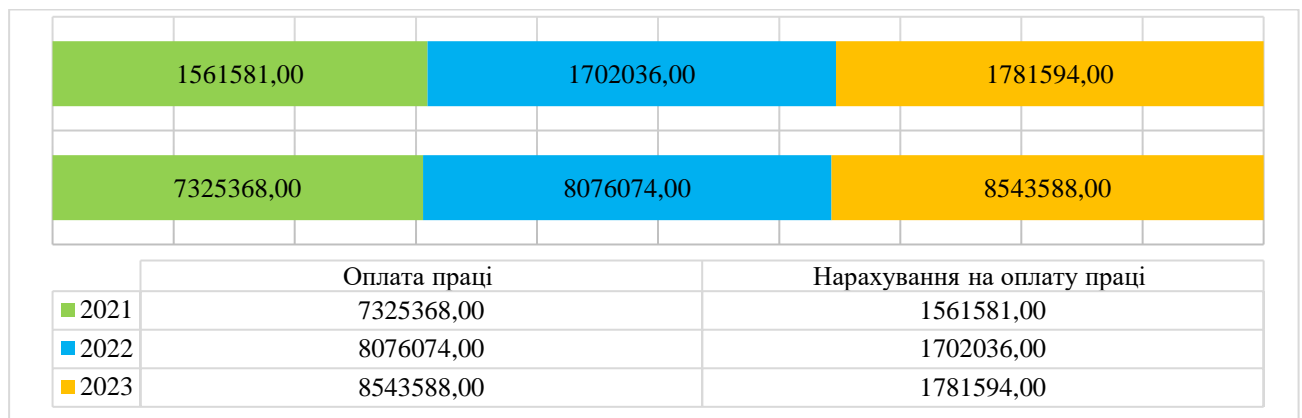 1561581,00 1702036,00 1781594,00
7325368,00 8076074,00 8543588,00
Оплата праці Нарахування на оплату праці
2021 7325368,00 1561581,00
2022 8076074,00 1702036,00
2023 8543588,00 1781594,00